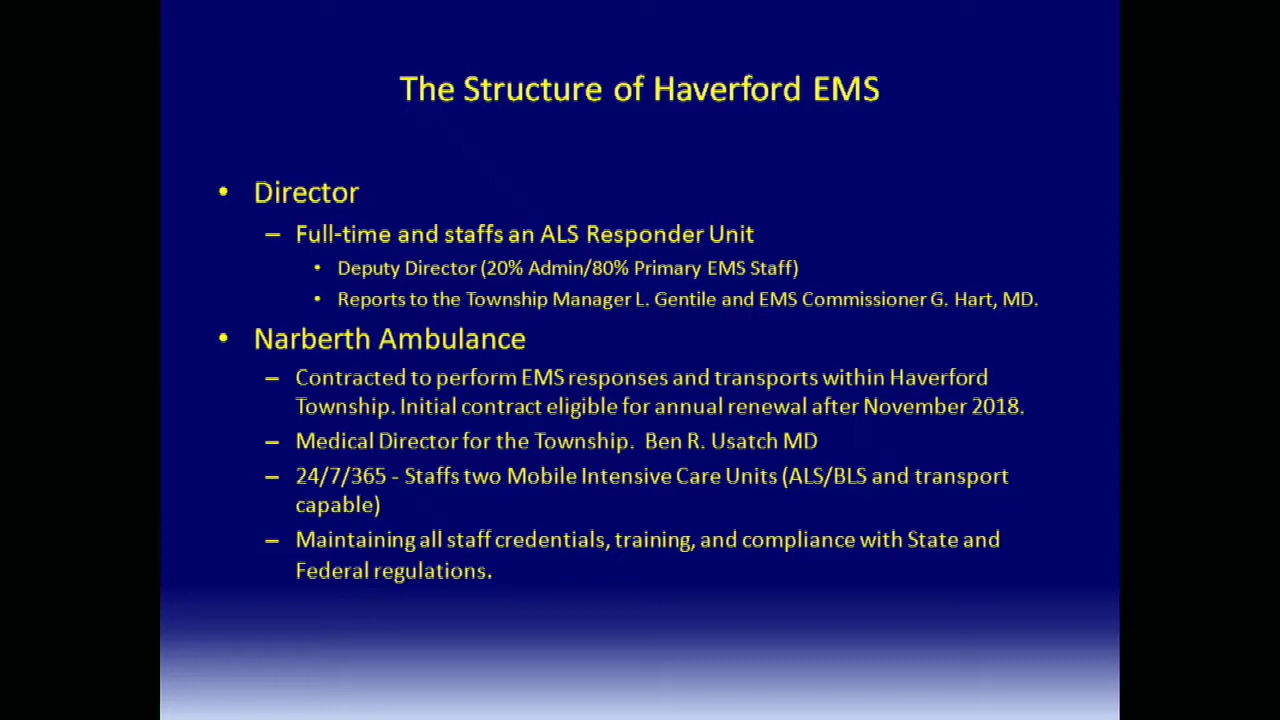 The Structure of Haverford EMS
• Director
– Full-time and staffs an ALS Responder Unit
• Deputy Director (20% Admin/80% Primary EMS Staff)
• Reports to the Township Manager L. Gentile and EMS Commissioner G. Hart, MD.
• Narberth Ambulance
– Contracted to perform EMS responses and transports within Haverford
Township. Initial contract eligible for annual renewal after November 2018.
– Medical Director for the Township.  Ben R. Usatch MD
– 24/7/365 - Staffs two Mobile Intensive Care Units (ALS/BLS and transport
capable)
– Maintaining all staff credentials, training, and compliance with State and
Federal regulations.